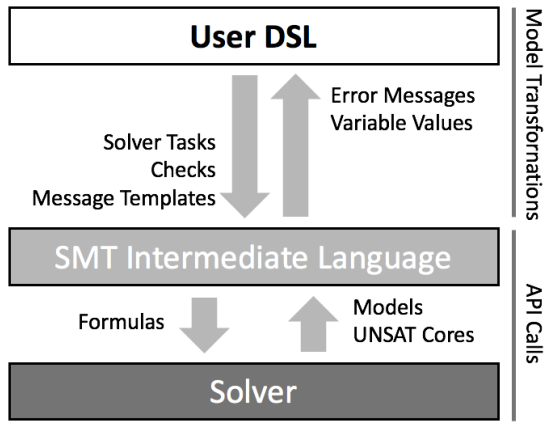 User DSL
Error Messages
Variable Values
Solver Tasks
Checks
Message Templates
Model Transfornations
SMT Intermediate Language
Formulas
Models
UNSAT Cores
API Calls
Solver